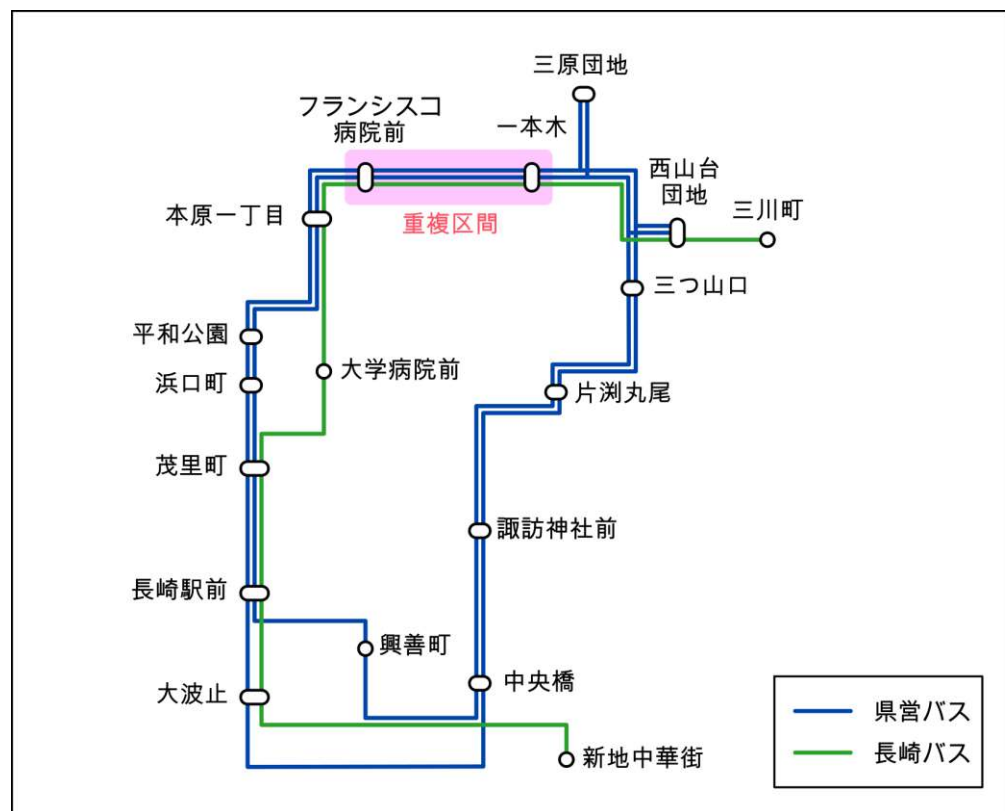 三原団地
フランシスコ
病院前
一本木
西山台
団地
三川町
本原一丁目
重複区間
三つ山口
平和公園
浜口町
大学病院前
片渕丸尾
茂里町
諏訪神社前
長崎駅前
興善町
大波止
中央橋
新地中華街
県営バス
長崎バス